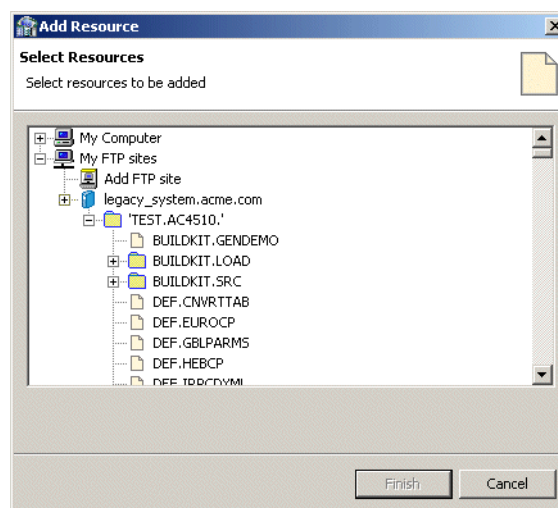 Add Resource
Select Resources
Select resources to be added
My Computer
My FTP sites
Add FTP site
legacy_system.acme.com
'TEST.AC4510.'
BUILDKIT.GENDEMO
BUILDKIT.LOAD
BUILDKIT.SRC
DEF.CNVRTTAB
DEF.EUROCP
DEF.GBLPARMS
DEF.HEBCP
Finish
Cancel